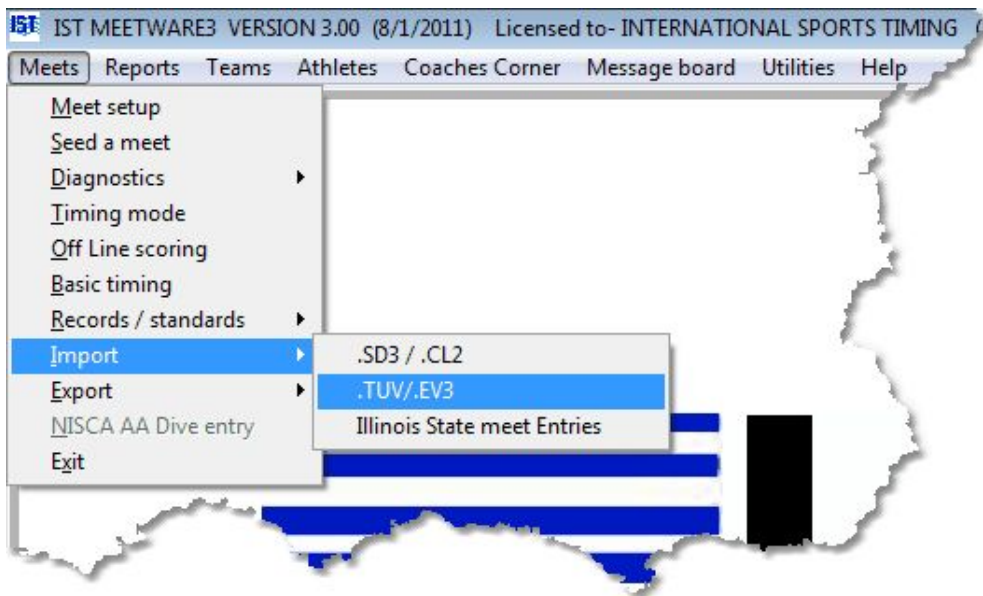 IST IST MEETWARE3 VERSION 3.00 (8/1/2011) Licensed to- INTERNATIONAL SPORTS TIMING
Meets Reports Teams Athletes Coaches Corner Message board Utilities Help
Meet setup
Seed a meet
Diagnostics
Timing mode
Off Line scoring
Basic timing
Records / standards
Import
.SD3 / .CL2
Export
.TUV/.EV3
NISCA AA Dive entry
Illinois State meet Entries
Exit